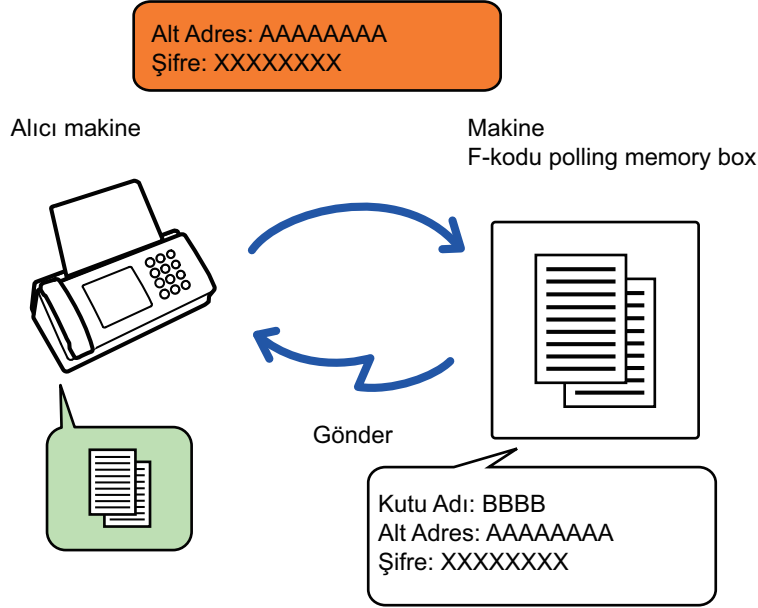 Alt Adres: AAAAAAAA
Şifre: XXXXXXXX
Alıcı makine
Makine
F-kodu polling memory box
Gönder
Kutu Adı: BBBB
Alt Adres: AAAAAAAA
Şifre: XXXXXXXX